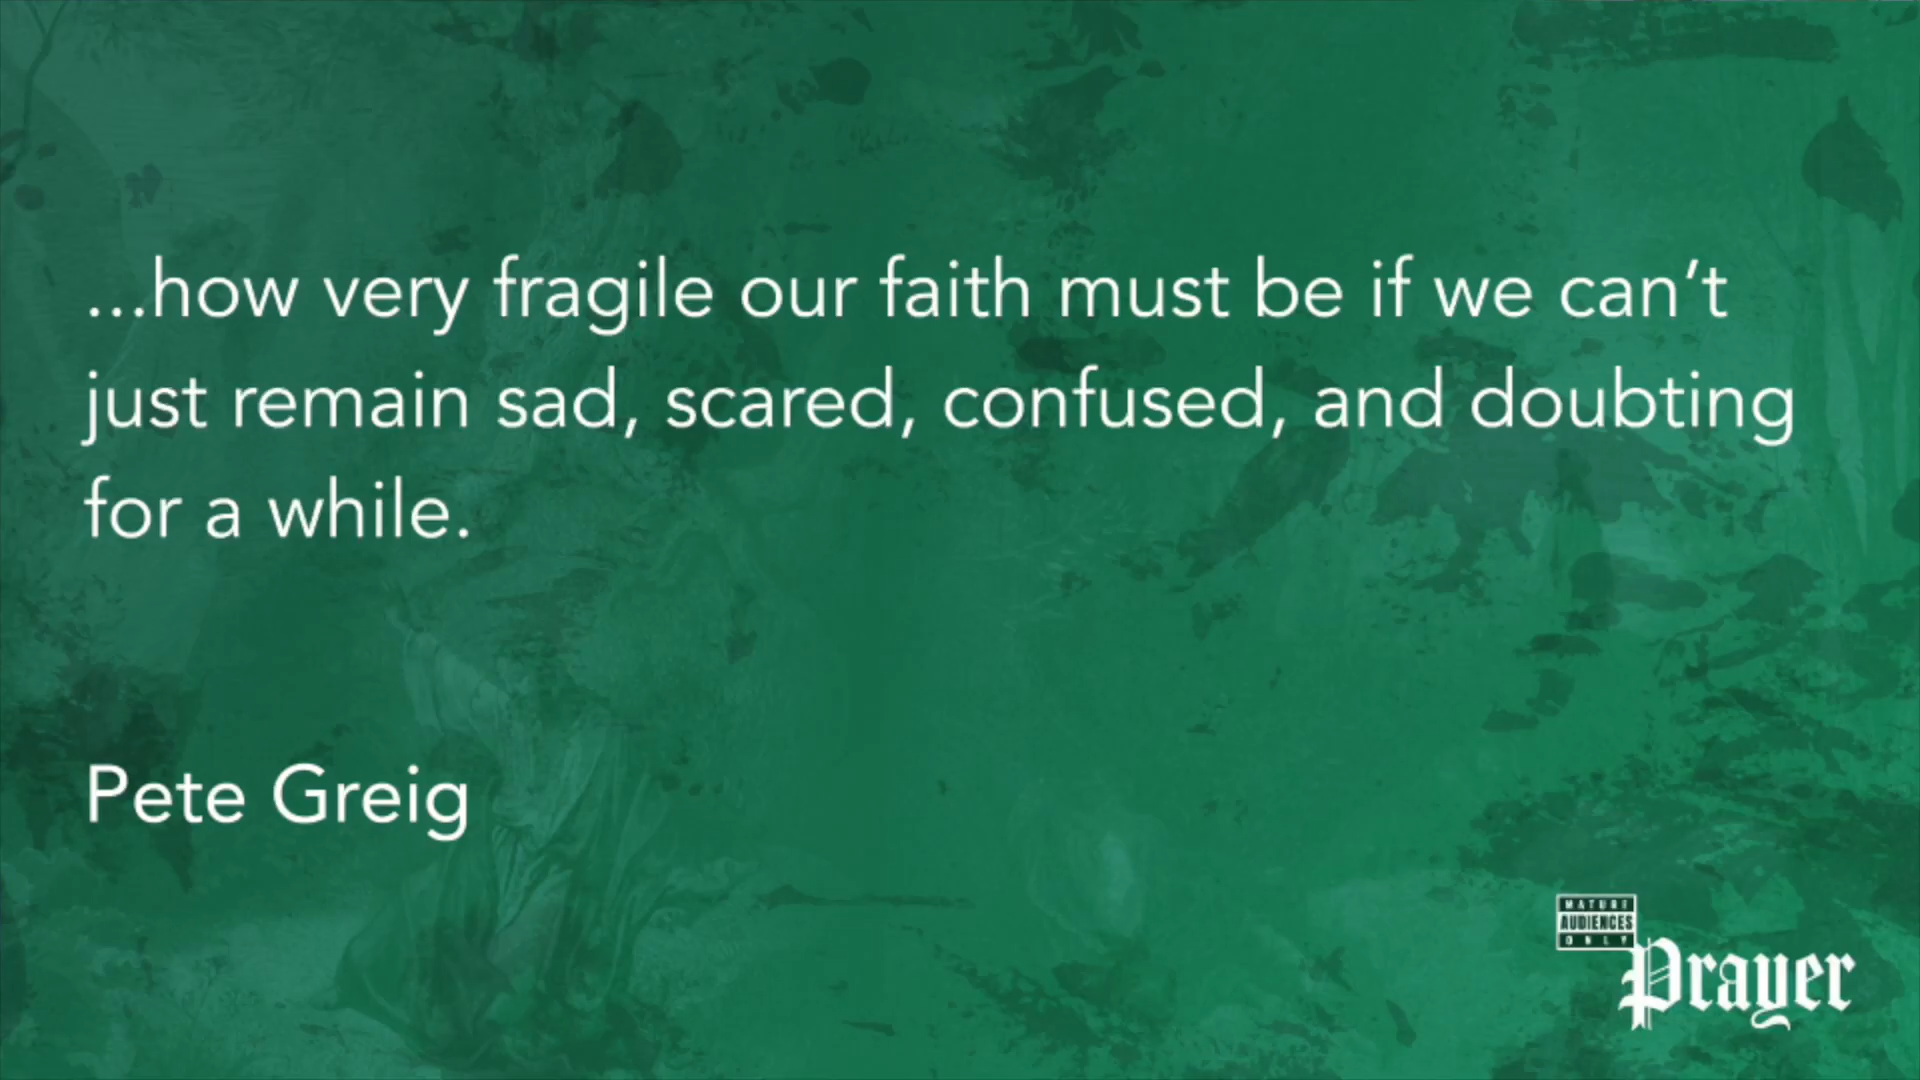 ...how very fragile our faith must be if we can’t
just remain sad, scared, confused, and doubting
for a while.
Pete Greig
MATURE
AUDIENCES
ONLY
Prayer